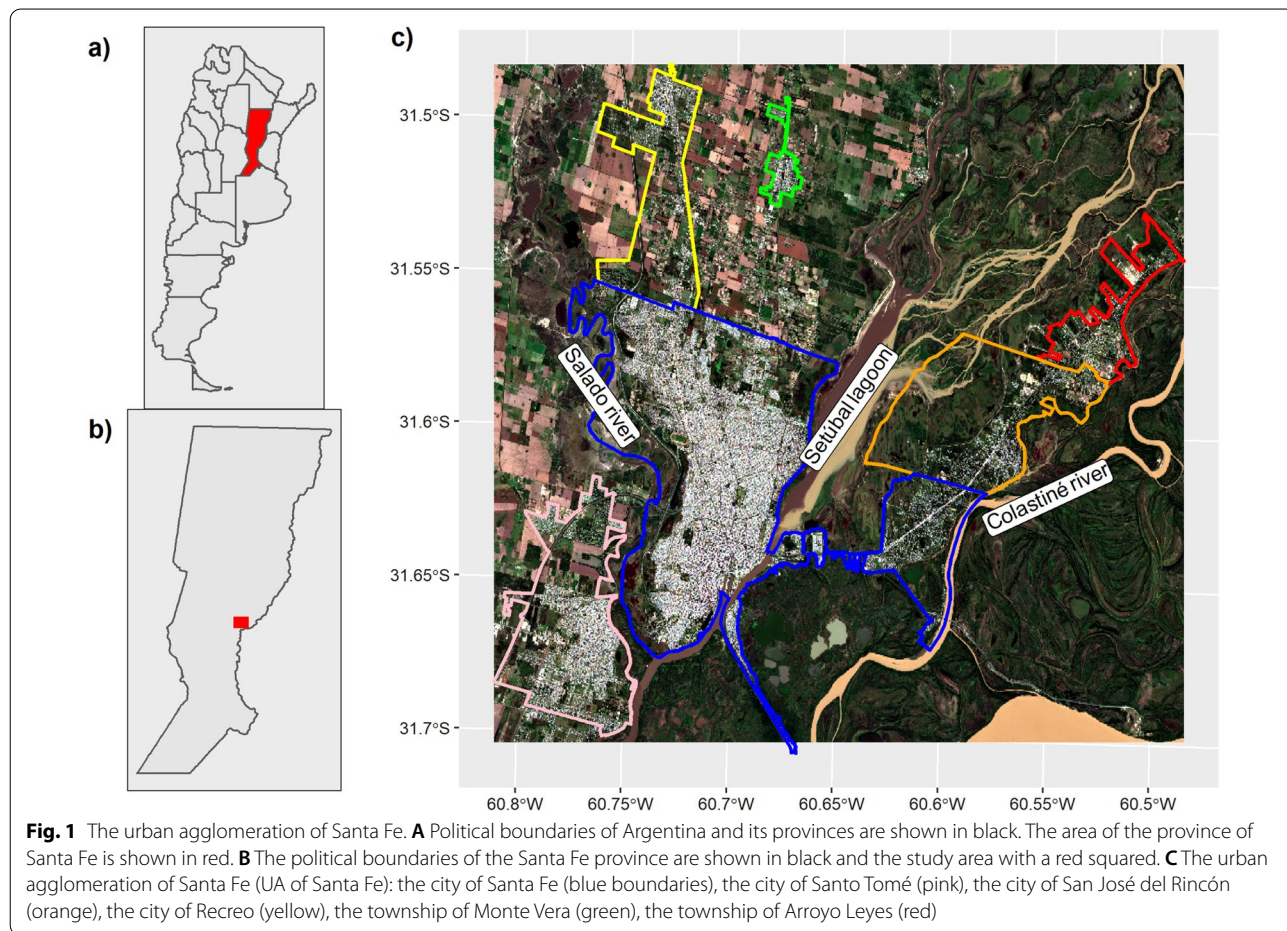 a)
b)
c)
31.5°S
31.55°S
31.6°S
31.65°S
31.7°S
Salado river
Setúbal lagoon
Colastiné river
60.8°W
60.75°W
60.7°W
60.65°W
60.6°W
60.55°W
60.5°W
Fig. 1 The urban agglomeration of Santa Fe. A Political boundaries of Argentina and its provinces are shown in black. The area of the province of
Santa Fe is shown in red. B The political boundaries of the Santa Fe province are shown in black and the study area with a red squared. C The urban
agglomeration of Santa Fe (UA of Santa Fe): the city of Santa Fe (blue boundaries), the city of Santo Tomé (pink), the city of San José del Rincón
(orange), the city of Recreo (yellow), the township of Monte Vera (green), the township of Arroyo Leyes (red)